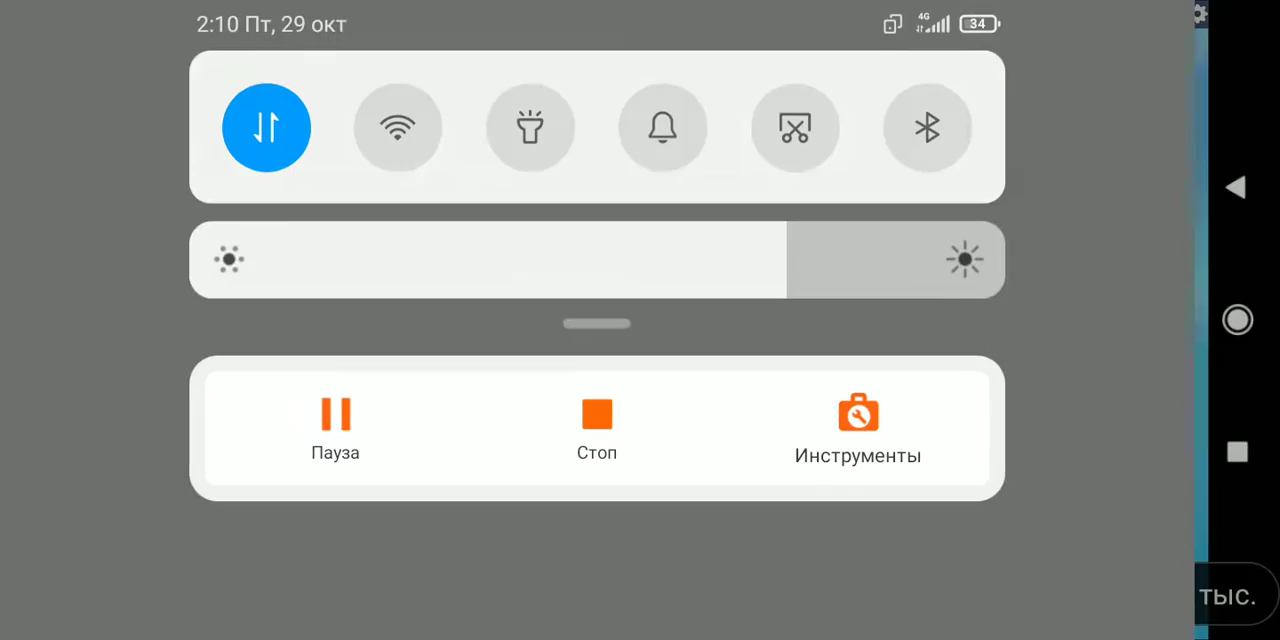 2:10 Пт, 29 окт
4G
34
Пауза
Стоп
Инструменты
тыс.